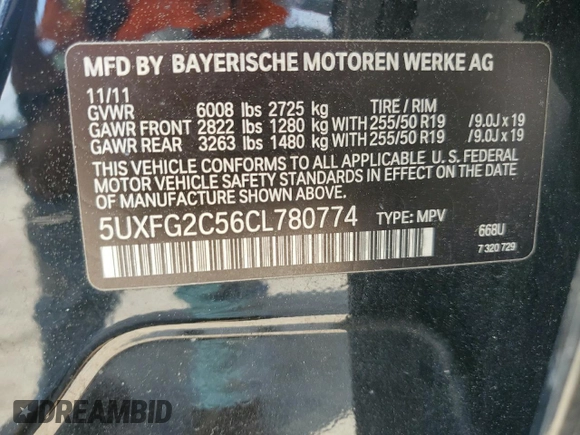 MFD BY BAYERISCHE MOTOREN WERKE AG
11/11
GVWR 6008 lbs 2725 kg TIRE / RIM
GAWR FRONT 2822 lbs 1280 kg WITH 255/50 R19 /9.0J x 19
GAWR REAR 3263 lbs 1480 kg WITH 255/50 R19 /9.0J x 19
THIS VEHICLE CONFORMS TO ALL APPLICABLE U. S. FEDERAL
MOTOR VEHICLE SAFETY STANDARDS IN EFFECT ON THE DATE
OF MANUFACTURE SHOWN ABOVE.
5UXFG2C56CL780774 TYPE: MPV
668U
7 320 729
DREAMBID